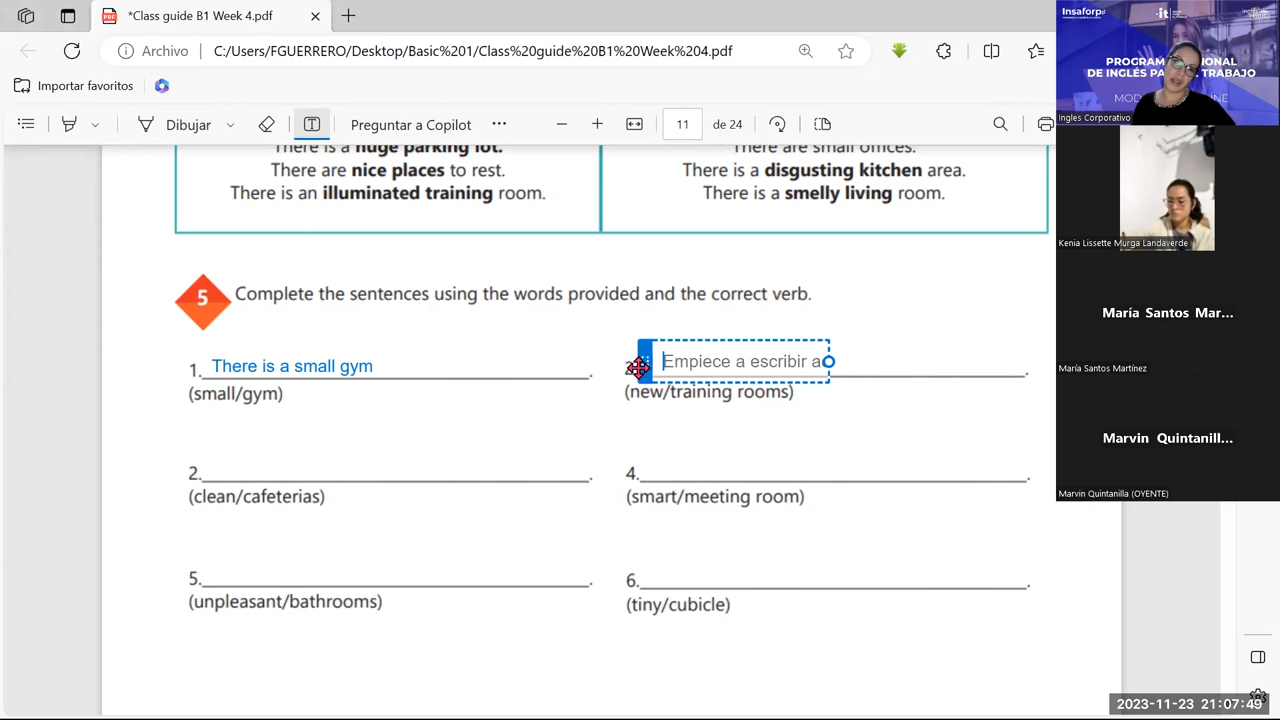 *Class guide B1 Week 4.pdf
Archivo
C:/Users/FGUERRERO/Desktop/Basic%201/Class%20guide%20B1%20Week%204.pdf
Importar favoritos
Dibujar
Preguntar a Copilot
11
de 24
There is a huge parking lot.
There are nice places to rest.
There is an illuminated training room.
There are small offices.
There is a disgusting kitchen area.
There is a smelly living room.
5
Complete the sentences using the words provided and the correct verb.
1. There is a small gym
(small/gym)
Empiece a escribir a
(new/training rooms)
2.
(clean/cafeterias)
4.
(smart/meeting room)
5.
(unpleasant/bathrooms)
6.
(tiny/cubicle)
Insaforp
it
Ingles Corporativo
Kenia Lissette Murga Landaverde
María Santos Mar...
María Santos Martínez
Marvin Quintanill...
Marvin Quintanilla (OYENTE)
2023-11-23 21:07:49